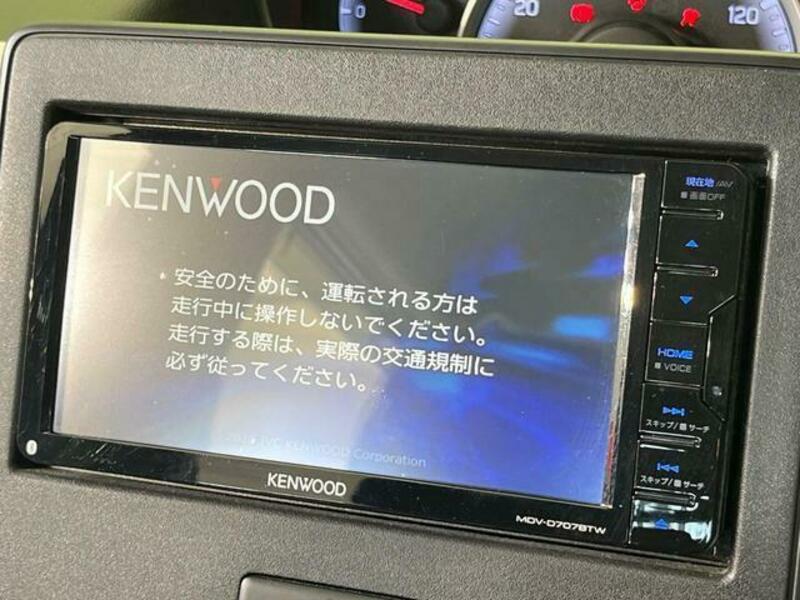 0
20
120
KENWOOD
安全のために、運転される方は
走行中に操作しないでください。
走行する際は、実際の交通規制に
必ず従ってください。
JVC KENWOOD Corporation
KENWOOD
MDV-D707BTW
現在地/AV
画面OFF
HOME
VOICE
スキップ/サーチ
スキップ/サーチ